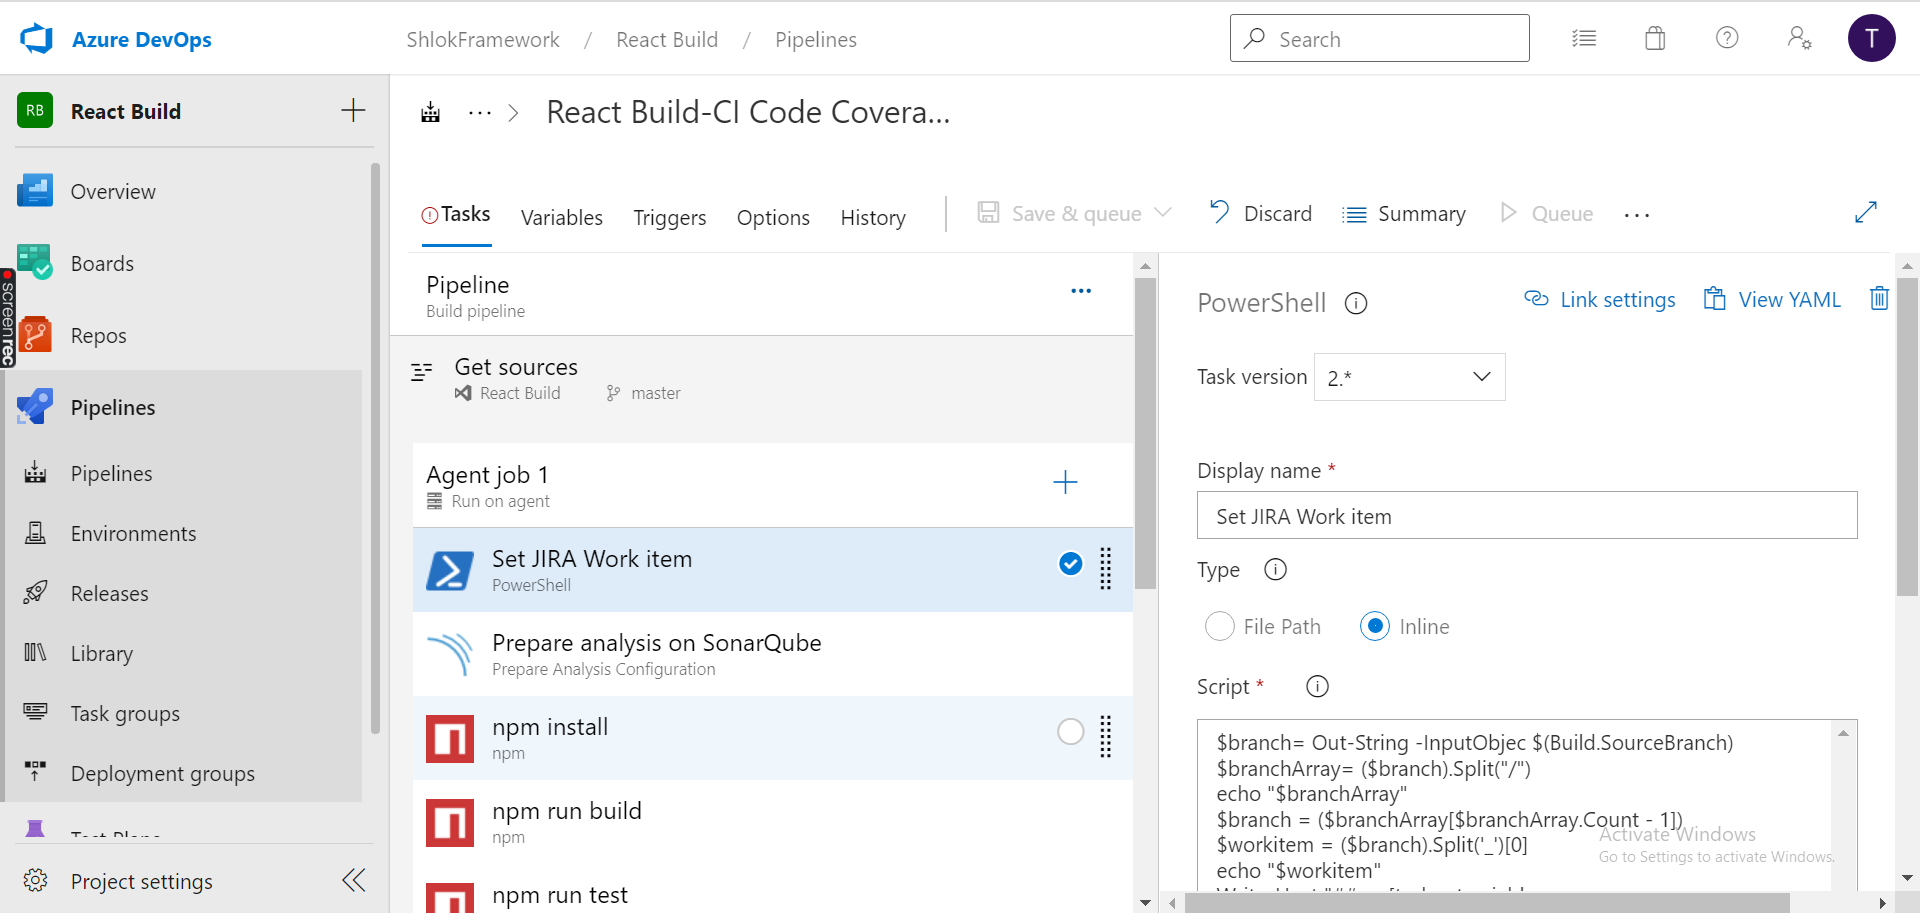 Azure DevOps
ShlokFramework / React Build / Pipelines
Search
T
RB React Build
Overview
Boards
Repos
Pipelines
Pipelines
Environments
Releases
Library
Task groups
Deployment groups
Project settings
screenrec
... > React Build-CI Code Covera...
Tasks Variables Triggers Options History Save & queue Discard Summary Queue ...
Pipeline
Build pipeline
Get sources
React Build master
Agent job 1
Run on agent
Set JIRA Work item
PowerShell
Prepare analysis on SonarQube
Prepare Analysis Configuration
npm install
npm
npm run build
npm
npm run test
PowerShell Link settings View YAML
Task version 2.*
Display name *
Set JIRA Work item
Type
File Path Inline
Script *
$branch= Out-String -InputObjec $(Build.SourceBranch)
$branchArray= ($branch).Split("/")
echo "$branchArray"
$branch = ($branchArray[$branchArray.Count - 1])
$workitem = ($branch).Split('_')[0]
echo "$workitem"
Activate Windows
Go to Settings to activate Windows.